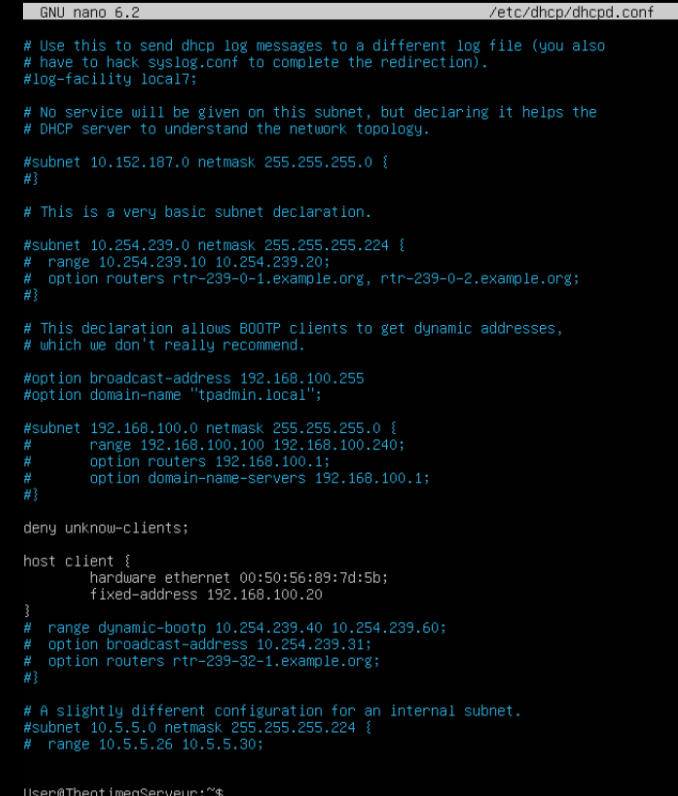 GNU nano 6.2 /etc/dhcp/dhcpd.conf
# Use this to send dhcp log messages to a different log file (you also
# have to hack syslog.conf to complete the redirection).
#log-facility local7;
# No service will be given on this subnet, but declaring it helps the
# DHCP server to understand the network topology.
#subnet 10.152.187.0 netmask 255.255.255.0 {
#}
# This is a very basic subnet declaration.
#subnet 10.254.239.0 netmask 255.255.255.224 {
#  range 10.254.239.10 10.254.239.20;
#  option routers rtr-239-0-1.example.org, rtr-239-0-2.example.org;
#}
# This declaration allows BOOTP clients to get dynamic addresses,
# which we don't really recommend.
#option broadcast-address 192.168.100.255
#option domain-name "tpadmin.local";
#subnet 192.168.100.0 netmask 255.255.255.0 {
#       range 192.168.100.100 192.168.100.240;
#       option routers 192.168.100.1;
#       option domain-name-servers 192.168.100.1;
#}
deny unknow-clients;
host client {
        hardware ethernet 00:50:56:89:7d:5b;
        fixed-address 192.168.100.20
}
#  range dynamic-bootp 10.254.239.40 10.254.239.60;
#  option broadcast-address 10.254.239.31;
#  option routers rtr-239-32-1.example.org;
#}
# A slightly different configuration for an internal subnet.
#subnet 10.5.5.0 netmask 255.255.255.224 {
#  range 10.5.5.26 10.5.5.30;
User@TheotimegServeur:~$